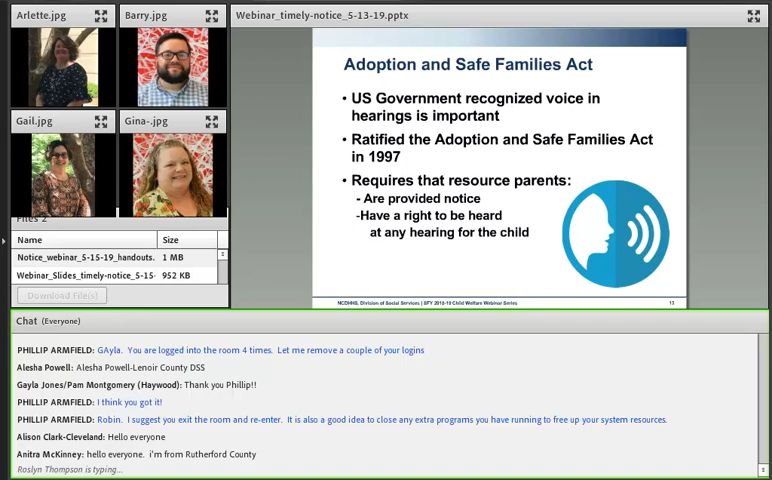 Arlette.jpg
Barry.jpg
Webinar_timely-notice_5-13-19.pptx
Gail.jpg
Gina-.jpg
Adoption and Safe Families Act
• US Government recognized voice in
hearings is important
• Ratified the Adoption and Safe Families Act
in 1997
• Requires that resource parents:
- Are provided notice
-Have a right to be heard
at any hearing for the child
NCDHHS, Division of Social Services | SFY 2018-19 Child Welfare Webinar Series
13
Files 2
Name Size
Notice_webinar_5-15-19_handouts. 1 MB
Webinar_Slides_timely-notice_5-15- 952 KB
Download File(s)
Chat (Everyone)
PHILLIP ARMFIELD: GAyla. You are logged into the room 4 times. Let me remove a couple of your logins
Alesha Powell: Alesha Powell-Lenoir County DSS
Gayla Jones/Pam Montgomery (Haywood): Thank you Phillip!!
PHILLIP ARMFIELD: I think you got it!
PHILLIP ARMFIELD: Robin. I suggest you exit the room and re-enter. It is also a good idea to close any extra programs you have running to free up your system resources.
Alison Clark-Cleveland: Hello everyone
Anitra McKinney: hello everyone. i'm from Rutherford County
Roslyn Thompson is typing...